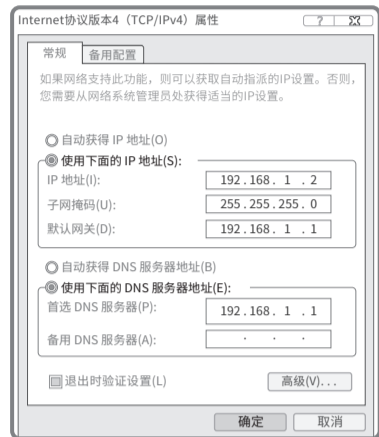 Internet协议版本4（TCP/IPv4）属性
?
常规 备用配置
如果网络支持此功能，则可以获取自动指派的IP设置。否则，
您需要从网络系统管理员处获得适当的IP设置。
自动获得 IP 地址(O)
使用下面的 IP 地址(S):
IP 地址(I): 192.168. 1 .2
子网掩码(U): 255.255.255.0
默认网关(D): 192.168. 1 .1
自动获得 DNS 服务器地址(B)
使用下面的 DNS 服务器地址(E):
首选 DNS 服务器(P): 192.168. 1 .1
备用 DNS 服务器(A): . . .
退出时验证设置(L) 高级(V)...
确定 取消